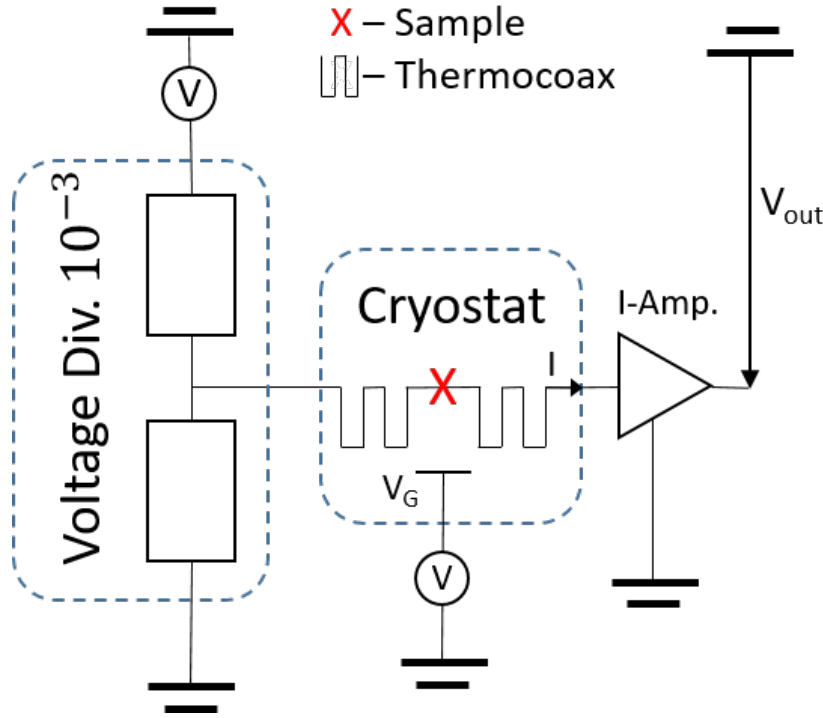 X – Sample
– Thermocoax
V
Voltage Div. 10⁻³
Cryostat
I-Amp.
V_out
I
V_G
V